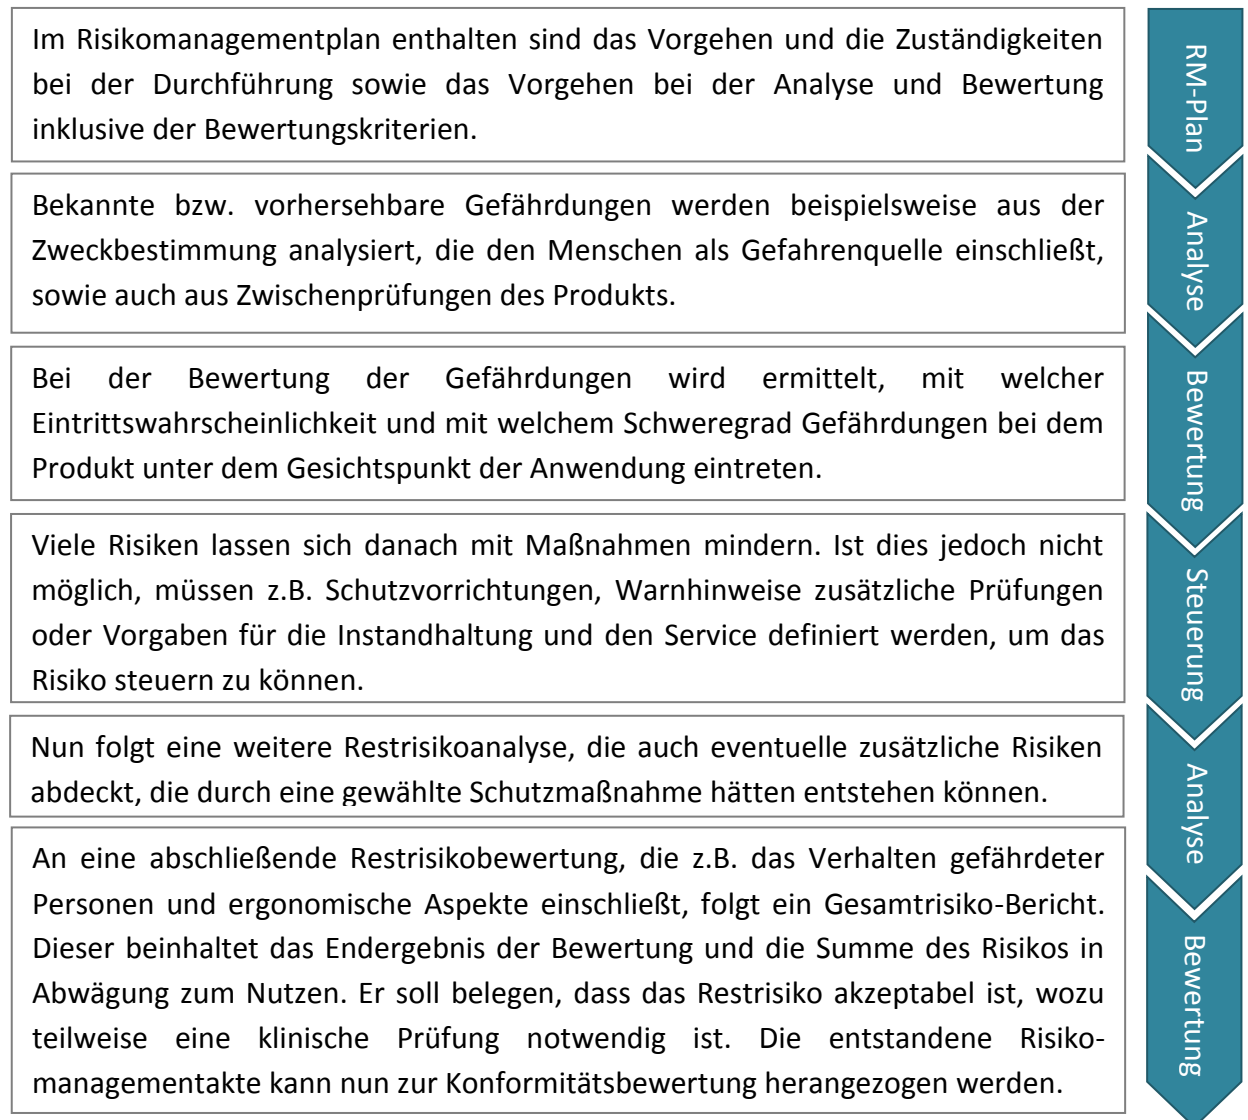 Im Risikomanagementplan enthalten sind das Vorgehen und die Zuständigkeiten
bei der Durchführung sowie das Vorgehen bei der Analyse und Bewertung
inklusive der Bewertungskriterien.
RM-Plan
Bekannte bzw. vorhersehbare Gefährdungen werden beispielsweise aus der
Zweckbestimmung analysiert, die den Menschen als Gefahrenquelle einschließt,
sowie auch aus Zwischenprüfungen des Produkts.
Analyse
Bei der Bewertung der Gefährdungen wird ermittelt, mit welcher
Eintrittswahrscheinlichkeit und mit welchem Schweregrad Gefährdungen bei dem
Produkt unter dem Gesichtspunkt der Anwendung eintreten.
Bewertung
Viele Risiken lassen sich danach mit Maßnahmen mindern. Ist dies jedoch nicht
möglich, müssen z.B. Schutzvorrichtungen, Warnhinweise zusätzliche Prüfungen
oder Vorgaben für die Instandhaltung und den Service definiert werden, um das
Risiko steuern zu können.
Steuerung
Nun folgt eine weitere Restrisikoanalyse, die auch eventuelle zusätzliche Risiken
abdeckt, die durch eine gewählte Schutzmaßnahme hätten entstehen können.
Analyse
An eine abschließende Restrisikobewertung, die z.B. das Verhalten gefährdeter
Personen und ergonomische Aspekte einschließt, folgt ein Gesamtrisiko-Bericht.
Dieser beinhaltet das Endergebnis der Bewertung und die Summe des Risikos in
Abwägung zum Nutzen. Er soll belegen, dass das Restrisiko akzeptabel ist, wozu
teilweise eine klinische Prüfung notwendig ist. Die entstandene Risiko-
managementakte kann nun zur Konformitätsbewertung herangezogen werden.
Bewertung